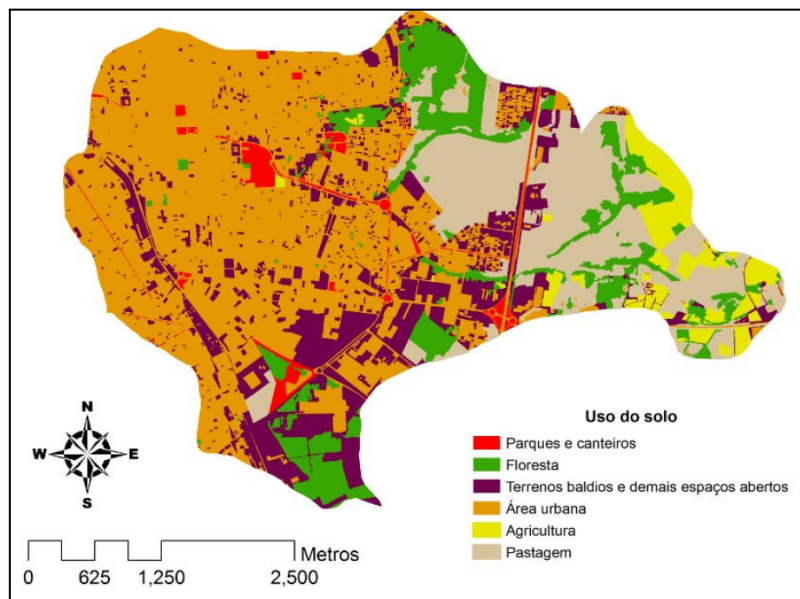 Uso do solo
Parques e canteiros
Floresta
Terrenos baldios e demais espaços abertos
Área urbana
Agricultura
Pastagem
N
W E
S
Metros
0 625 1,250 2,500